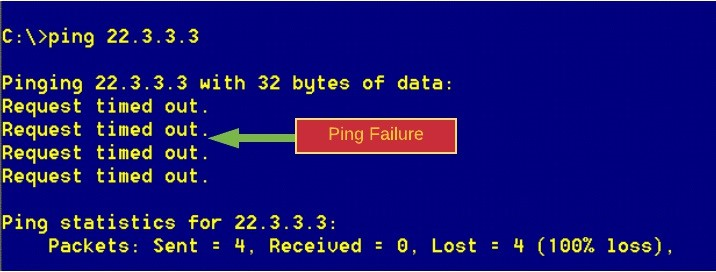 C:\>ping 22.3.3.3
Pinging 22.3.3.3 with 32 bytes of data:
Request timed out.
Request timed out.
Ping Failure
Request timed out.
Request timed out.
Ping statistics for 22.3.3.3:
Packets: Sent = 4, Received = 0, Lost = 4 (100% loss),